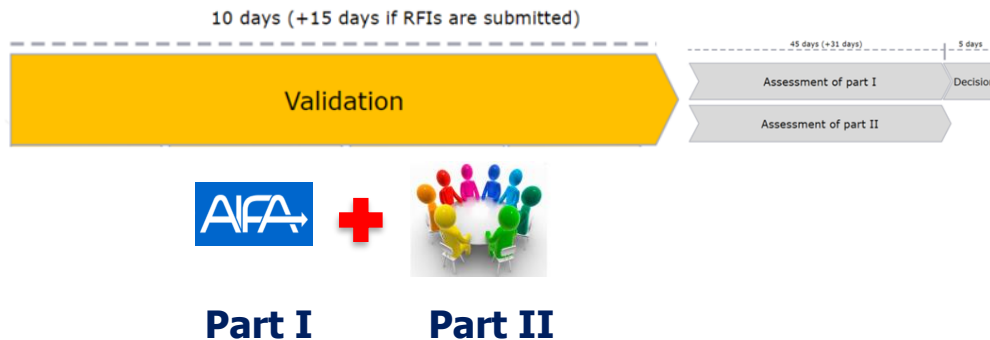 10 days (+15 days if RFIs are submitted)
45 days (+31 days)
5 days
Validation
Assessment of part I
Decision
Assessment of part II
AIFA
Part I
Part II